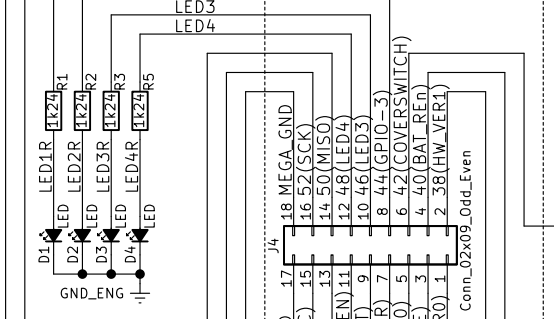 LED3
LED4
R1
R2
R3
R5
1k24
1k24
1k24
1k24
LED1R
LED2R
LED3R
LED4R
LED
LED
LED
LED
D1
D2
D3
D4
GND_ENG
18 MEGA_GND
16 52(SCK)
14 50(MISO)
12 48(LED4)
10 46(LED3)
8 44(GPIO-3)
6 42(COVERSWITCH)
4 40(BAT_REn)
2 38(HW_VER1)
J4
Conn_02x09_Odd_Even
17
15
13
11
9
7
5
3
1